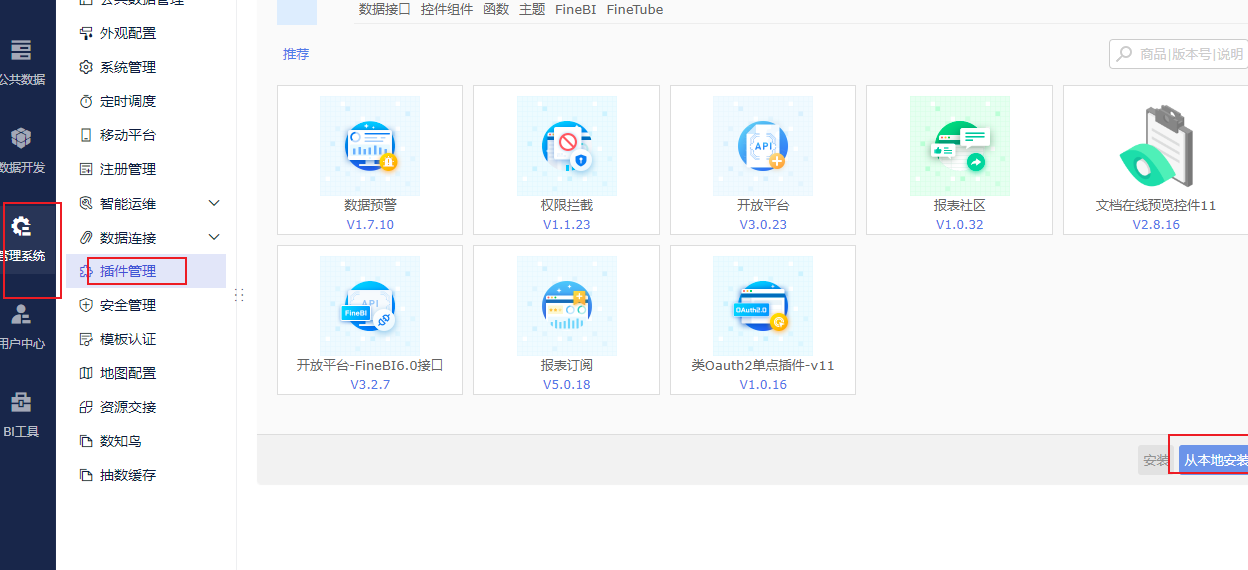 公共数据
数据开发
管理系统
用户中心
BI工具
公共数据管理
外观配置
系统管理
定时调度
移动平台
注册管理
智能运维
数据连接
插件管理
安全管理
模板认证
地图配置
资源交接
数知鸟
抽数缓存
数据接口 控件组件 函数 主题 FineBI FineTube
推荐
商品|版本号|说明
数据预警
V1.7.10
权限拦截
V1.1.23
API
开放平台
V3.0.23
报表社区
V1.0.32
文档在线预览控件11
V2.8.16
API
FineBI
开放平台-FineBI6.0接口
V3.2.7
报表订阅
V5.0.18
OAuth2.0
类Oauth2单点插件-v11
V1.0.16
安装
从本地安装